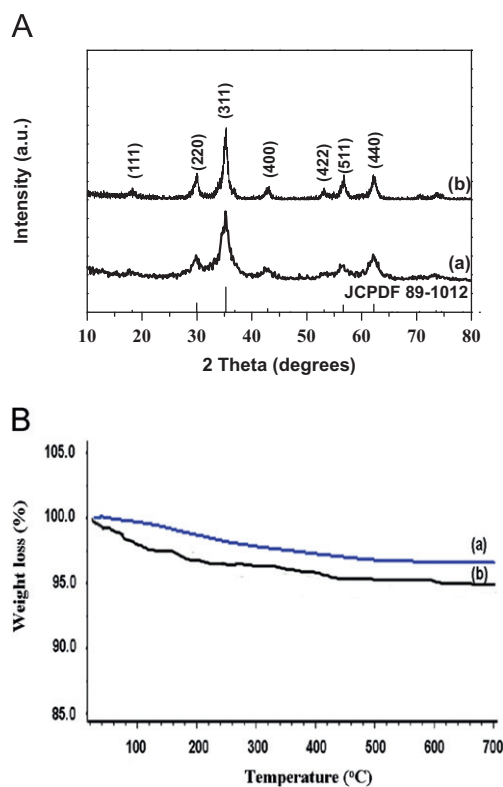 A
Intensity (a.u.)
(111)
(220)
(311)
(400)
(422)
(511)
(440)
(b)
(a)
JCPDF 89-1012
10 20 30 40 50 60 70 80
2 Theta (degrees)
B
Weight loss (%)
105.0
100.0
95.0
90.0
85.0
(a)
(b)
100 200 300 400 500 600 700
Temperature (°C)